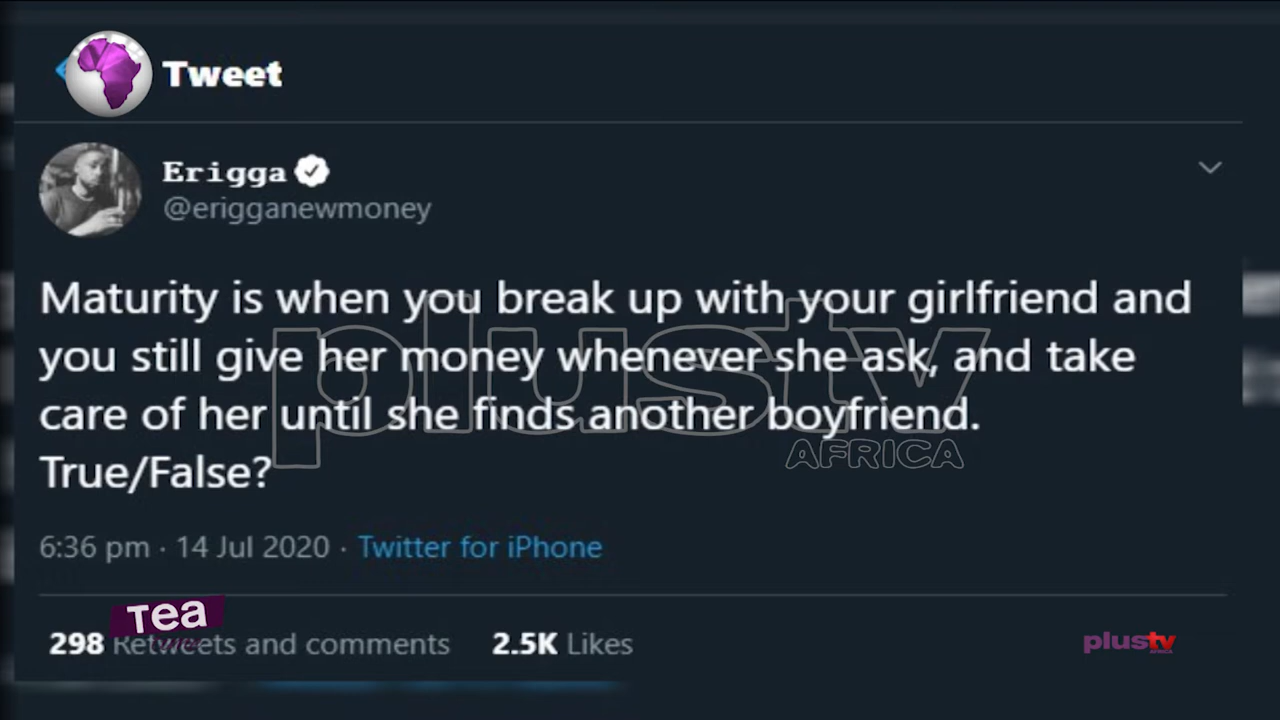 Tweet
Erigga
@erigganewmoney
Maturity is when you break up with your girlfriend and
you still give her money whenever she ask, and take
care of her until she finds another boyfriend.
True/False?
plustv
AFRICA
6:36 pm · 14 Jul 2020 · Twitter for iPhone
Tea
298 Retweets and comments 2.5K Likes
plustv
AFRICA